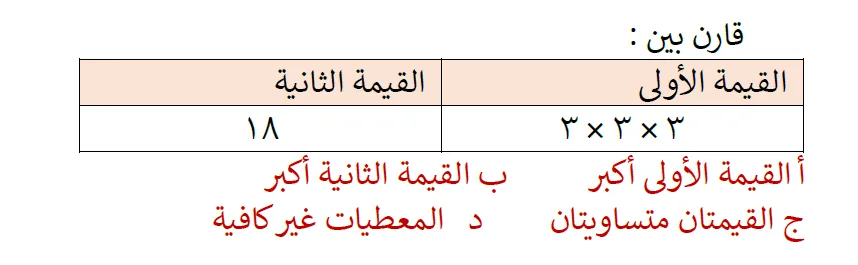 قارن بين :
القيمة الأولى القيمة الثانية
٣ × ٣ × ٣ ١٨
أ القيمة الأولى أكبر ب القيمة الثانية أكبر
ج القيمتان متساويتان د المعطيات غير كافية